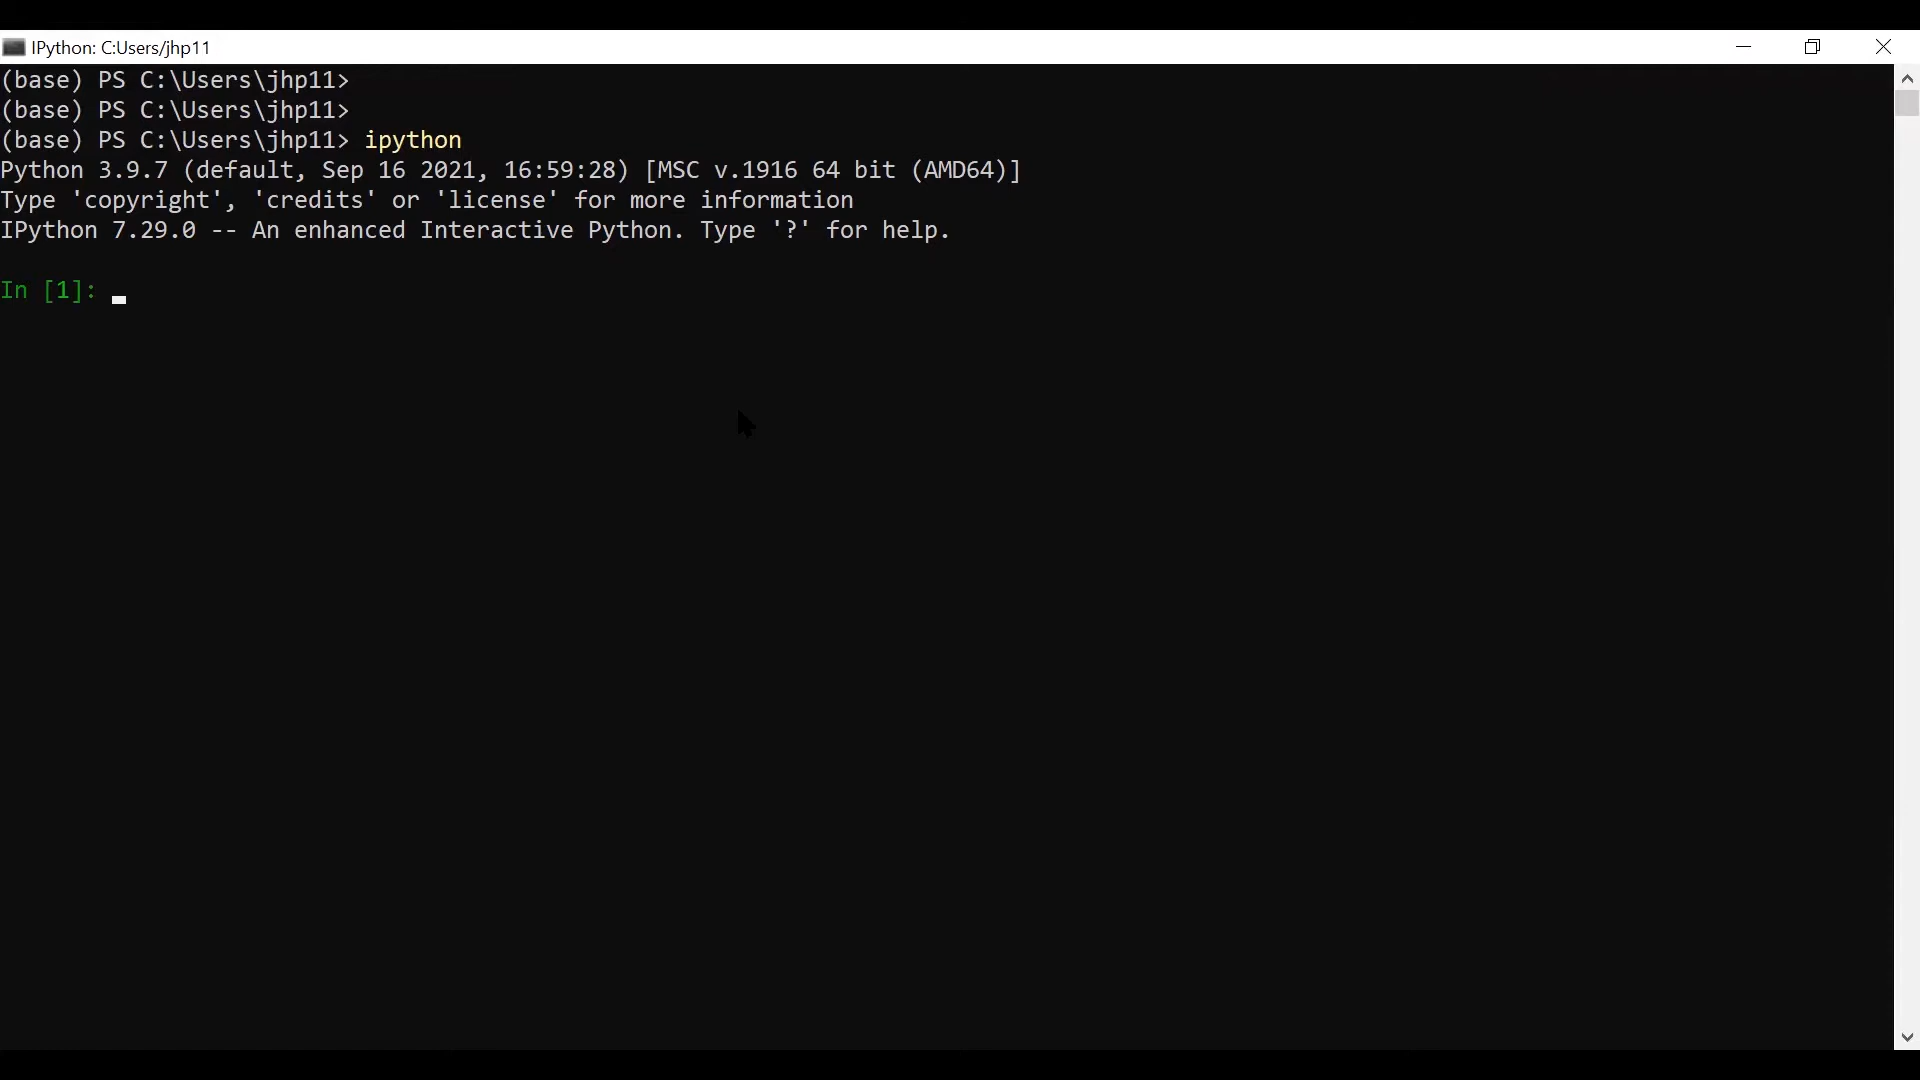 IPython: C:Users/jhp11
(base) PS C:\Users\jhp11>
(base) PS C:\Users\jhp11>
(base) PS C:\Users\jhp11> ipython
Python 3.9.7 (default, Sep 16 2021, 16:59:28) [MSC v.1916 64 bit (AMD64)]
Type 'copyright', 'credits' or 'license' for more information
IPython 7.29.0 -- An enhanced Interactive Python. Type '?' for help.
In [1]: